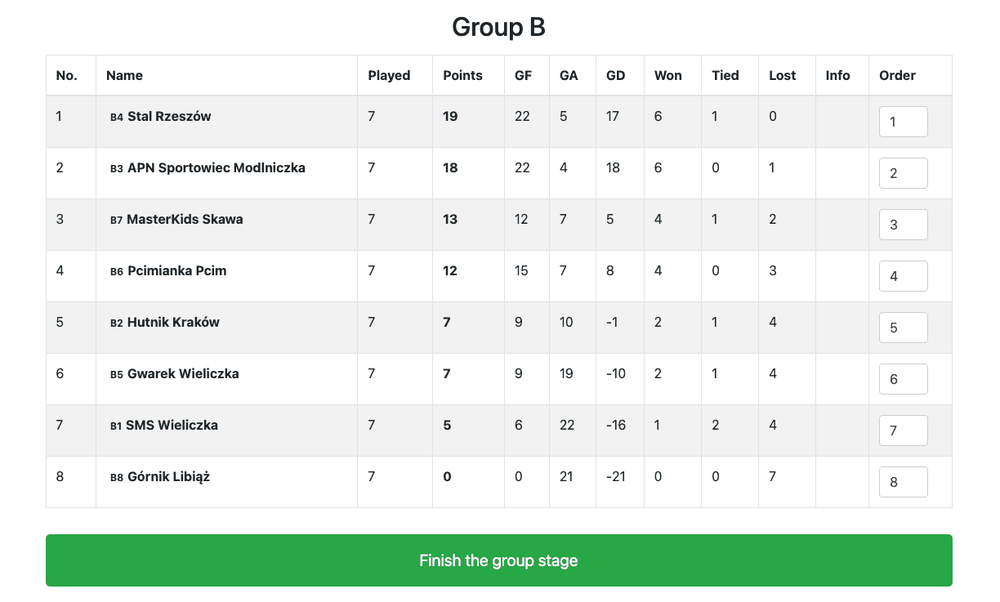 Group B
No. Name Played Points GF GA GD Won Tied Lost Info Order
1 B4 Stal Rzeszów 7 19 22 5 17 6 1 0 1
2 B3 APN Sportowiec Modlniczka 7 18 22 4 18 6 0 1 2
3 B7 MasterKids Skawa 7 13 12 7 5 4 1 2 3
4 B6 Pcimianka Pcim 7 12 15 7 8 4 0 3 4
5 B2 Hutnik Kraków 7 7 9 10 -1 2 1 4 5
6 B5 Gwarek Wieliczka 7 7 9 19 -10 2 1 4 6
7 B1 SMS Wieliczka 7 5 6 22 -16 1 2 4 7
8 B8 Górnik Libiąż 7 0 0 21 -21 0 0 7 8
Finish the group stage